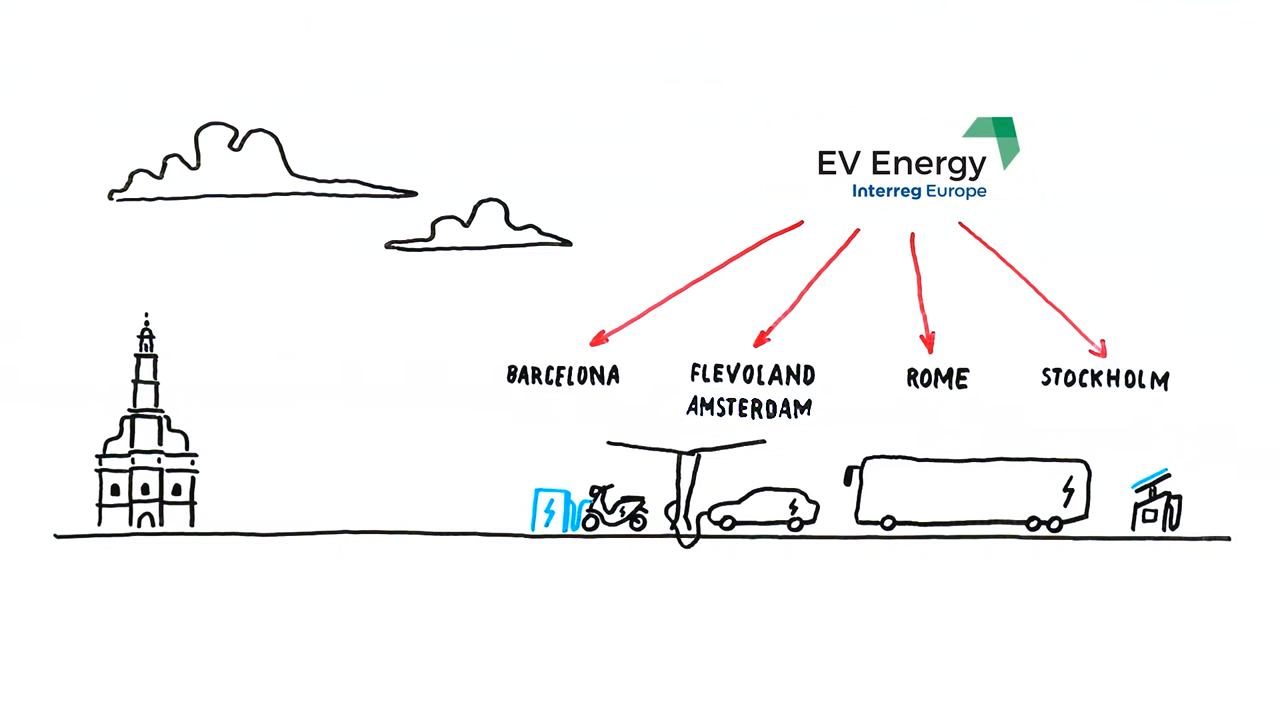 EV Energy
Interreg Europe
BARCELONA
FLEVOLAND
AMSTERDAM
ROME
STOCKHOLM